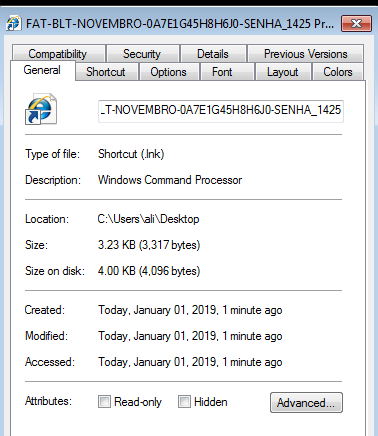 FAT-BLT-NOVEMBRO-0A7E1G45H8H6J0-SENHA_1425 Pr...
Compatibility Security Details Previous Versions
General Shortcut Options Font Layout Colors
.T-NOVEMBRO-0A7E1G45H8H6J0-SENHA_1425
Type of file: Shortcut (.lnk)
Description: Windows Command Processor
Location: C:\Users\ali\Desktop
Size: 3.23 KB (3,317 bytes)
Size on disk: 4.00 KB (4,096 bytes)
Created: Today, January 01, 2019, 1 minute ago
Modified: Today, January 01, 2019, 1 minute ago
Accessed: Today, January 01, 2019, 1 minute ago
Attributes: Read-only Hidden Advanced...